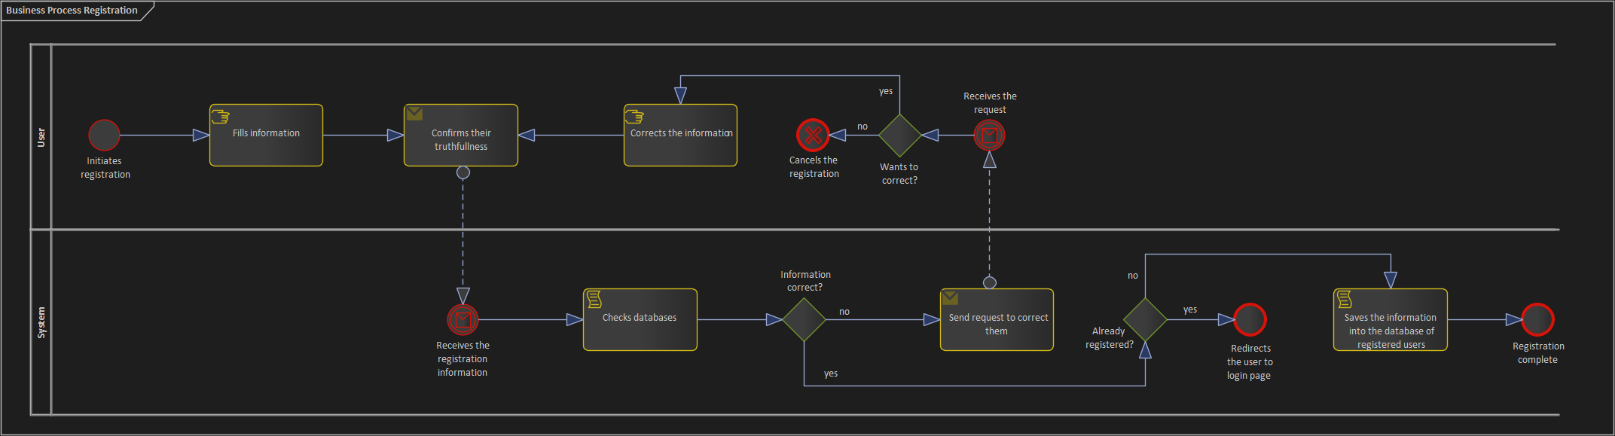 Business Process Registration
User
Initiates
registration
Fills information
Confirms their
truthfullness
Corrects the information
yes
no
Cancels the
registration
Wants to
correct?
Receives the
request
System
Receives the
registration
information
Checks databases
Information
correct?
no
yes
Send request to correct
them
Already
registered?
no
yes
Redirects
the user to
login page
Saves the information
into the database of
registered users
Registration
complete